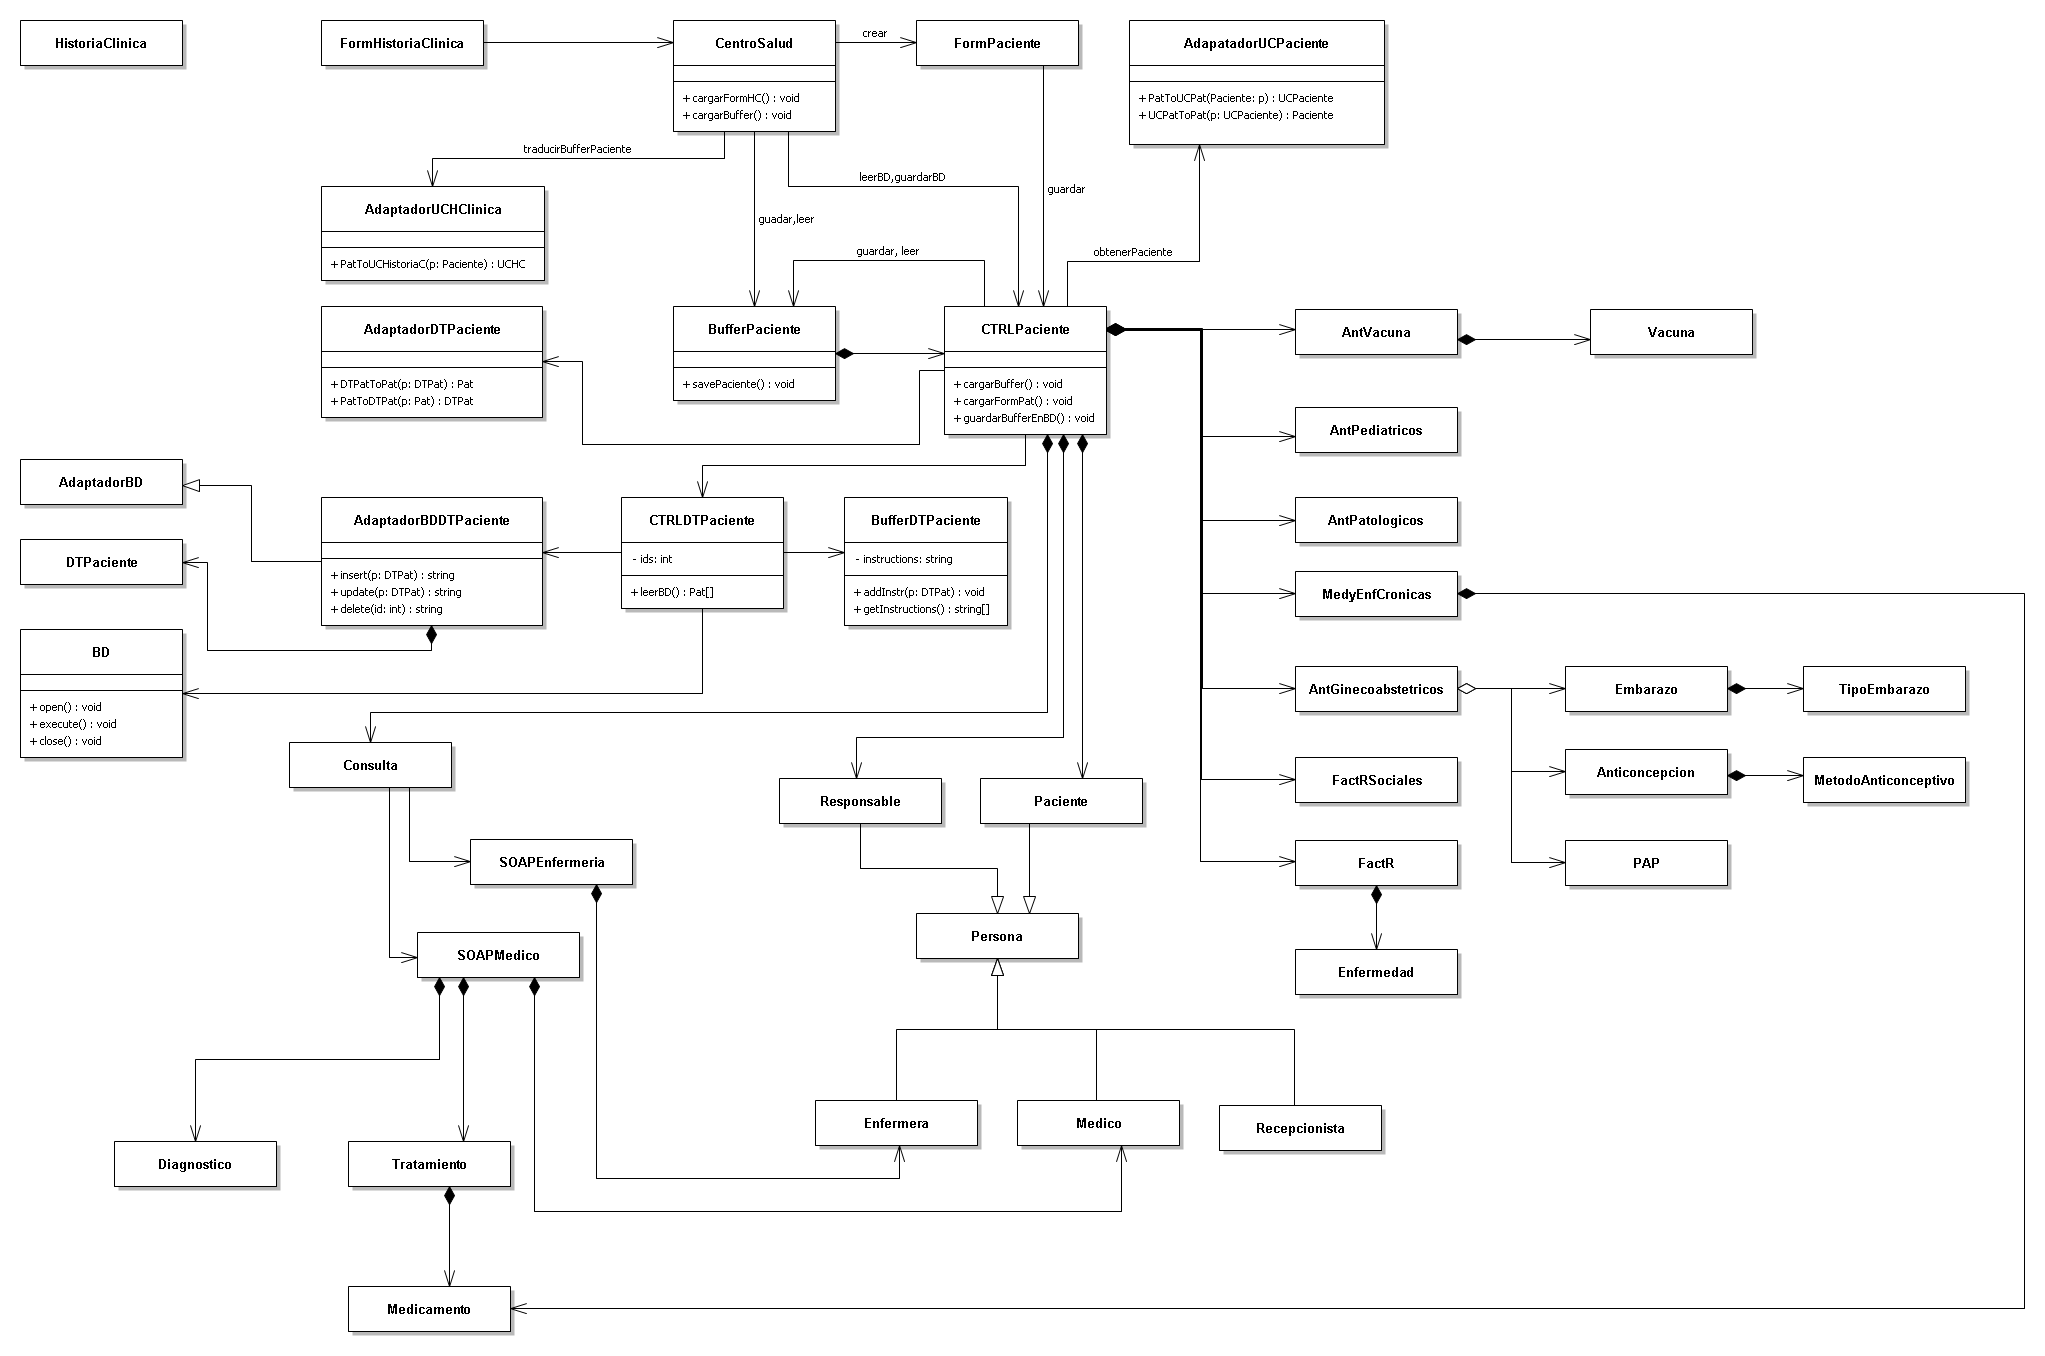 HistoriaClinica
FormHistoriaClinica
CentroSalud
+ cargarFormHC() : void
+ cargarBuffer() : void
crear
FormPaciente
AdapatadorUCPaciente
+ PatToUCPat(Paciente: p) : UCPaciente
+ UCPatToPat(p: UCPaciente) : Paciente
traducirBufferPaciente
leerBD,guardarBD
guardar
guadar,leer
guardar, leer
obtenerPaciente
AdaptadorUCHClinica
+ PatToUCHistoriaC(p: Paciente) : UCHC
AdaptadorDTPaciente
+ DTPatToPat(p: DTPat) : Pat
+ PatToDTPat(p: Pat) : DTPat
BufferPaciente
+ savePaciente() : void
CTRLPaciente
+ cargarBuffer() : void
+ cargarFormPat() : void
+ guardarBufferEnBD() : void
AntVacuna
Vacuna
AntPediatricos
AntPatologicos
MedyEnfCronicas
AntGinecoabstetricos
Embarazo
TipoEmbarazo
Anticoncepcion
MetodoAnticonceptivo
PAP
FactRSociales
FactR
Enfermedad
AdaptadorBD
DTPaciente
BD
+ open() : void
+ execute() : void
+ close() : void
AdaptadorBDDTPaciente
+ insert(p: DTPat) : string
+ update(p: DTPat) : string
+ delete(id: int) : string
CTRLDTPaciente
- ids: int
+ leerBD() : Pat[]
BufferDTPaciente
- instructions: string
+ addInstr(p: DTPat) : void
+ getInstructions() : string[]
Consulta
Responsable
Paciente
SOAPEnfermeria
SOAPMedico
Persona
Enfermera
Medico
Recepcionista
Diagnostico
Tratamiento
Medicamento